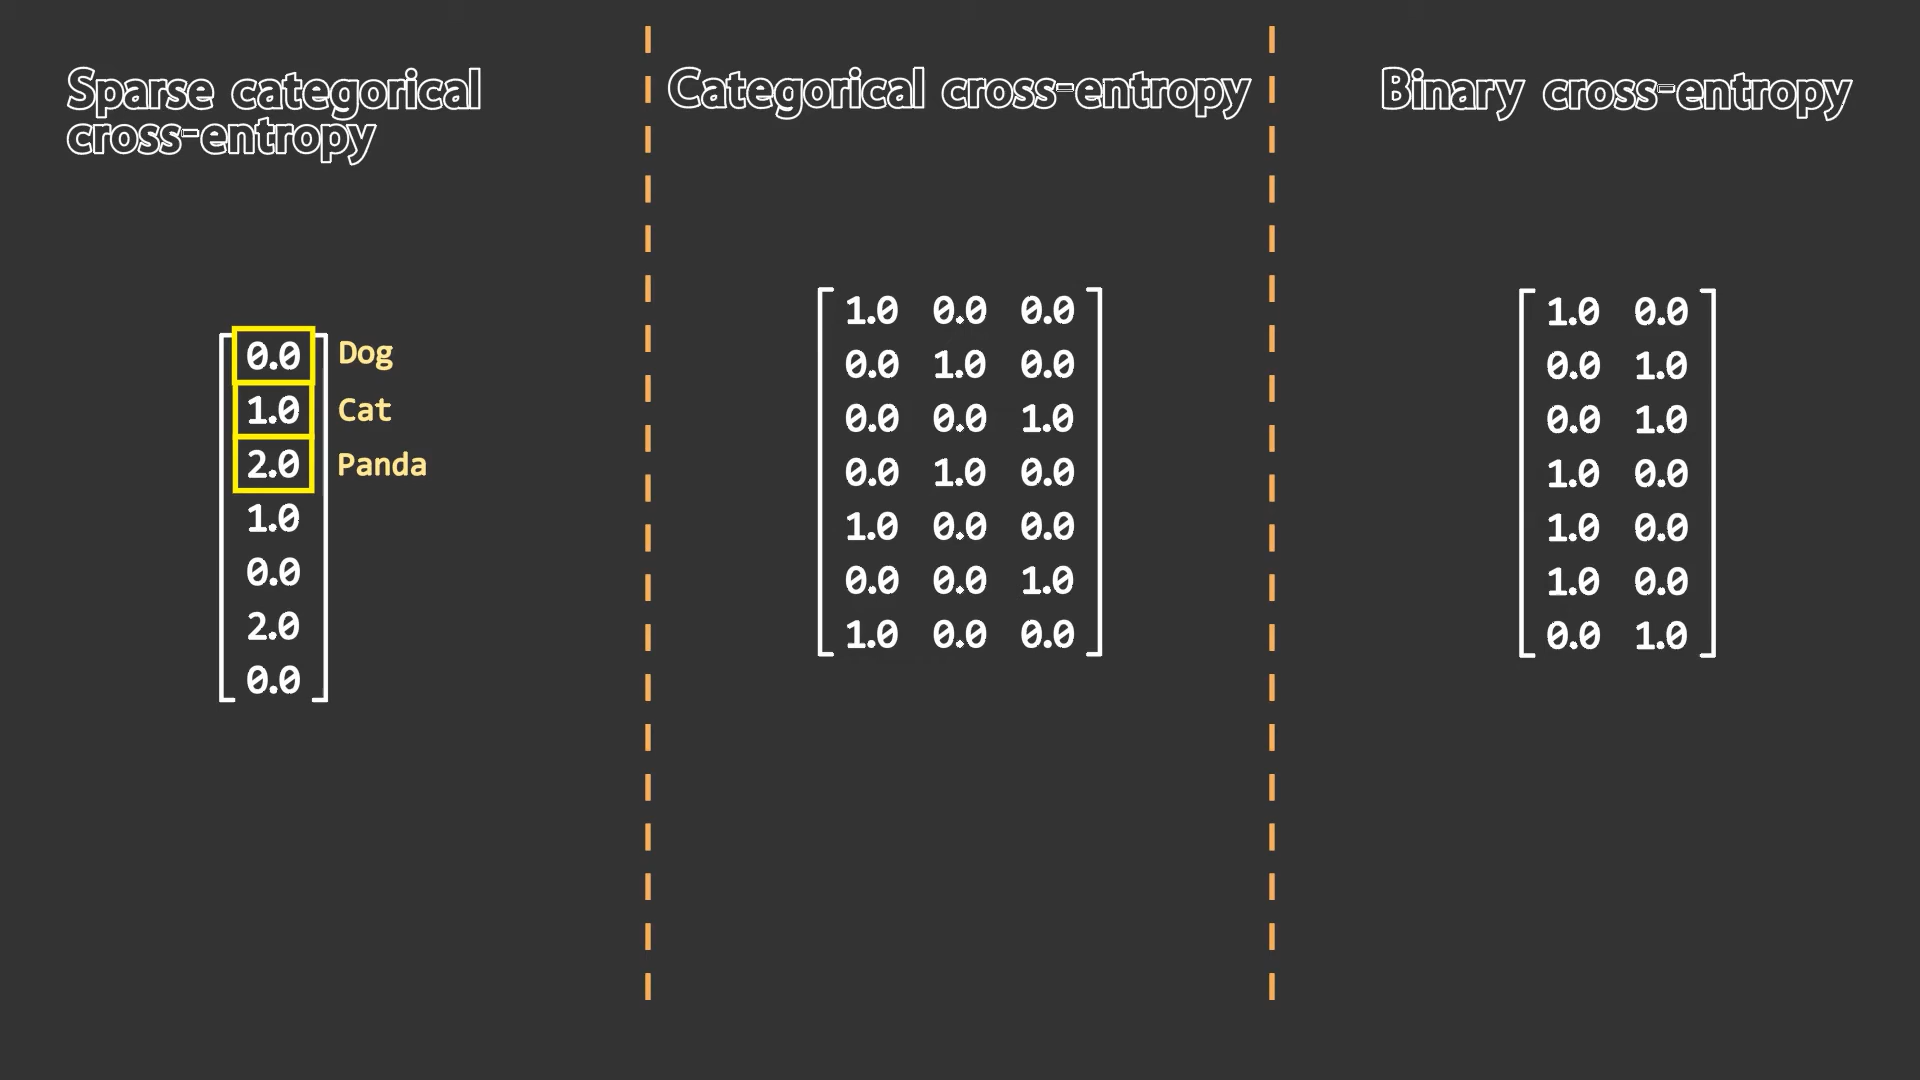 Sparse categorical
cross-entropy
0.0 Dog
1.0 Cat
2.0 Panda
1.0
0.0
2.0
0.0
Categorical cross-entropy
1.0 0.0 0.0
0.0 1.0 0.0
0.0 0.0 1.0
0.0 1.0 0.0
1.0 0.0 0.0
0.0 0.0 1.0
1.0 0.0 0.0
Binary cross-entropy
1.0 0.0
0.0 1.0
0.0 1.0
1.0 0.0
1.0 0.0
1.0 0.0
0.0 1.0